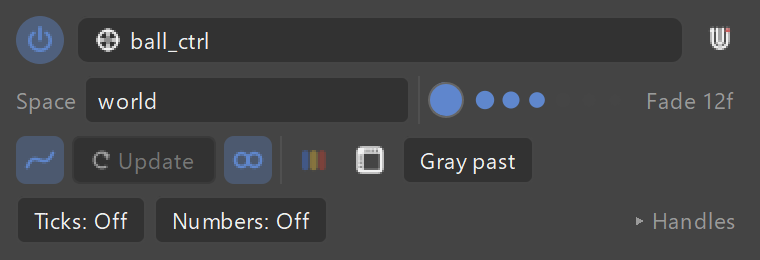 ball_ctrl
Space world Fade 12f
Update Gray past
Ticks: Off Numbers: Off Handles